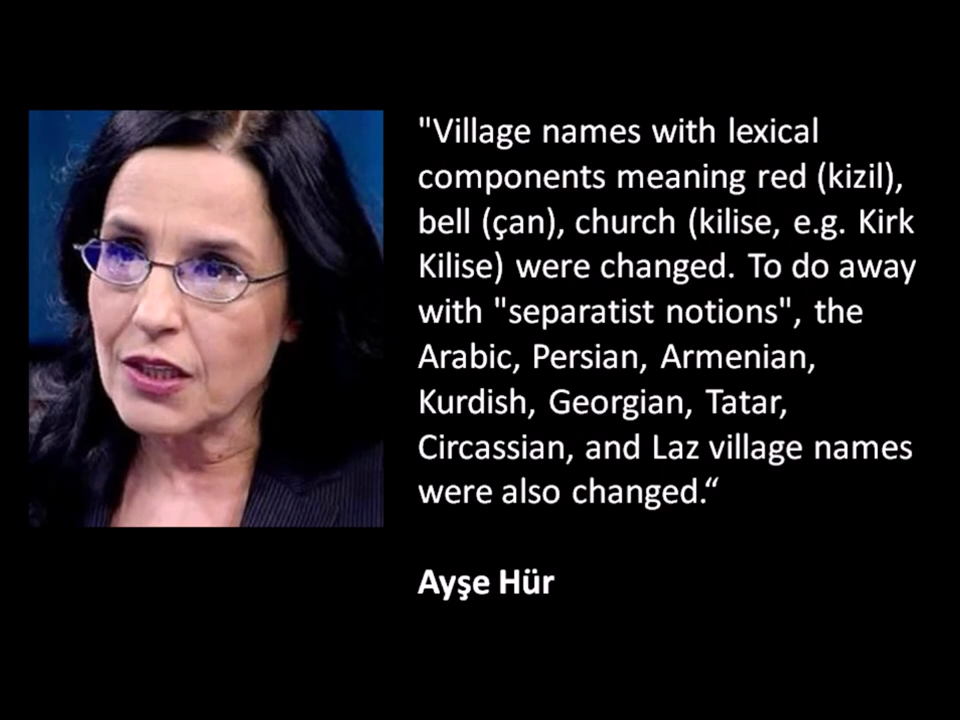 "Village names with lexical
components meaning red (kizil),
bell (çan), church (kilise, e.g. Kirk
Kilise) were changed. To do away
with "separatist notions", the
Arabic, Persian, Armenian,
Kurdish, Georgian, Tatar,
Circassian, and Laz village names
were also changed.“
Ayşe Hür